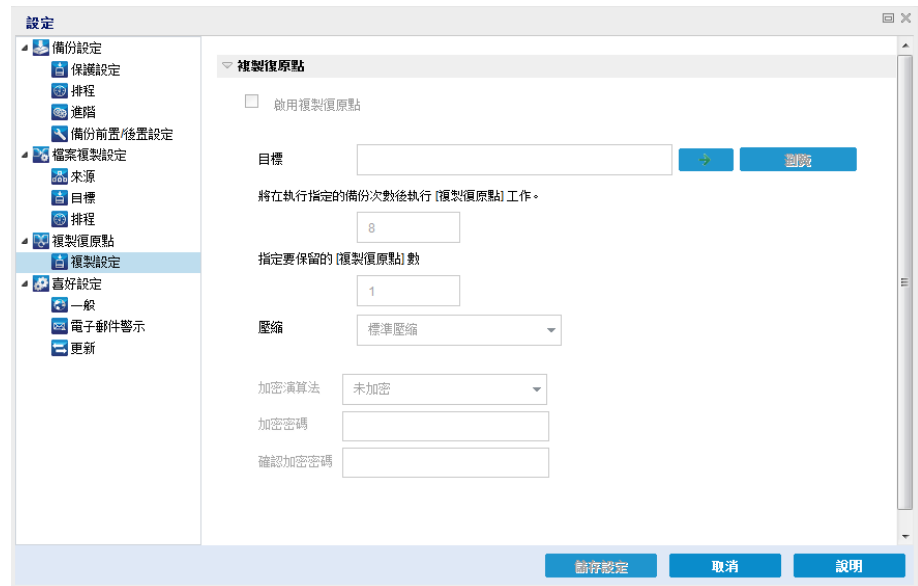 設定
備份設定
保護設定
排程
進階
備份前置/後置設定
檔案複製設定
來源
目標
排程
複製復原點
複製設定
喜好設定
一般
電子郵件警示
更新
複製復原點
啟用複製復原點
目標
瀏覽
將在執行指定的備份次數後執行 [複製復原點] 工作。
8
指定要保留的 [複製復原點] 數
1
壓縮 標準壓縮
加密演算法 未加密
加密密碼
確認加密密碼
儲存設定 取消 說明